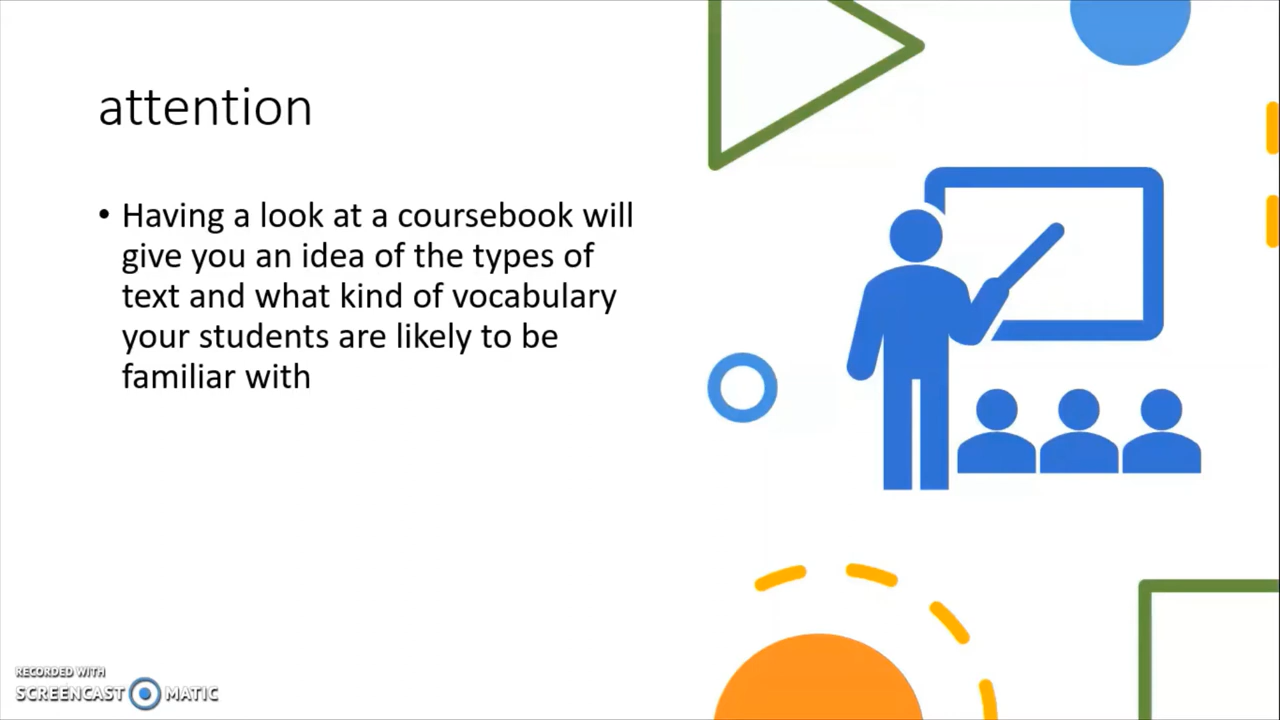 attention
• Having a look at a coursebook will
give you an idea of the types of
text and what kind of vocabulary
your students are likely to be
familiar with
RECORDED WITH
SCREENCAST MATIC